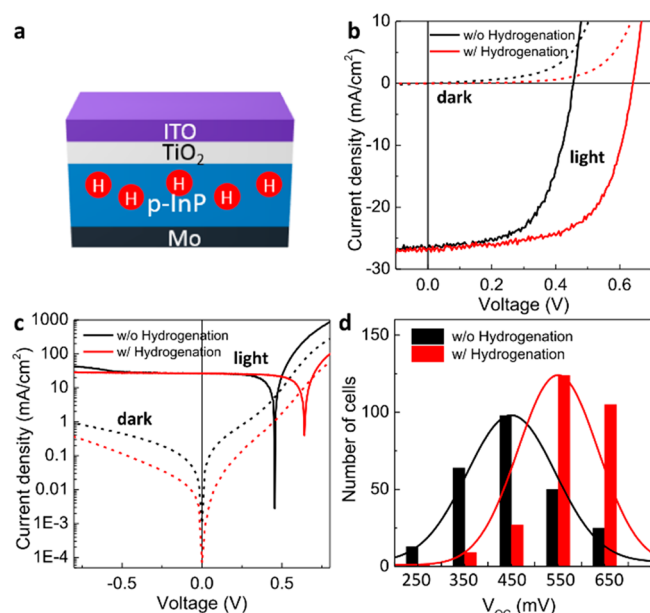 a
ITO
TiO₂
H H H H H
p-InP
Mo
b
Current density (mA/cm²)
10
0
-10
-20
-30
w/o Hydrogenation
w/ Hydrogenation
dark
light
0.0 0.2 0.4 0.6
Voltage (V)
c
Current density (mA/cm²)
1000
100
10
1
0.1
0.01
1E-3
1E-4
w/o Hydrogenation
w/ Hydrogenation
light
dark
-0.5 0.0 0.5
Voltage (V)
d
Number of cells
150
100
50
0
w/o Hydrogenation
w/ Hydrogenation
250 350 450 550 650
V_OC (mV)